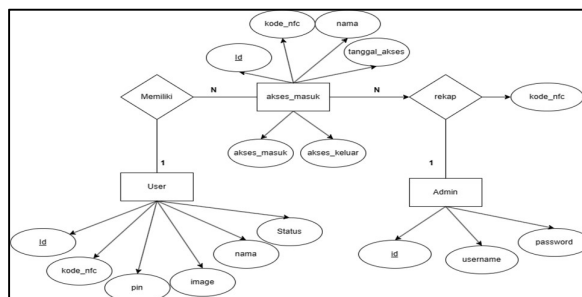 kode_nfc
nama
Id
tanggal_akses
Memiliki
N
akses_masuk
N
rekap
kode_nfc
akses_masuk
akses_keluar
1
1
User
Admin
Id
kode_nfc
pin
image
nama
Status
id
username
password